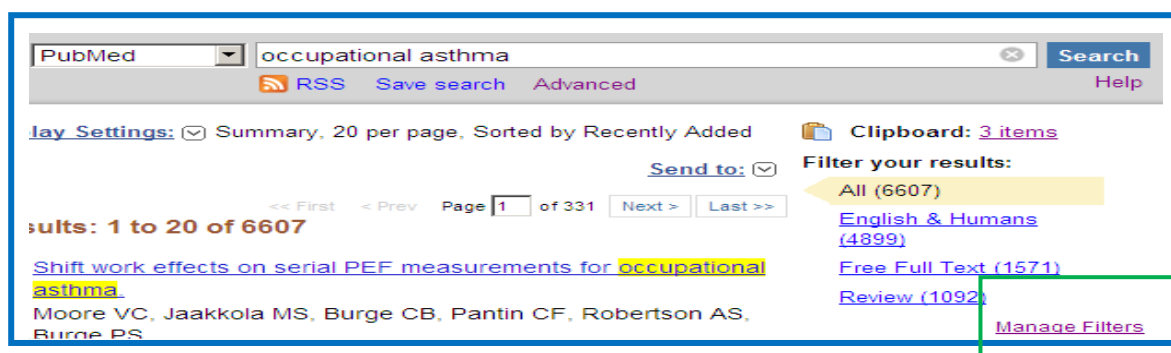 PubMed occupational asthma Search
RSS Save search Advanced Help
lay Settings: Summary, 20 per page, Sorted by Recently Added
Send to:
<< First < Prev Page 1 of 331 Next > Last >>
sults: 1 to 20 of 6607
Shift work effects on serial PEF measurements for occupational
asthma.
Moore VC, Jaakkola MS, Burge CB, Pantin CF, Robertson AS,
Burge PS
Clipboard: 3 items
Filter your results:
All (6607)
English & Humans
(4899)
Free Full Text (1571)
Review (1092)
Manage Filters